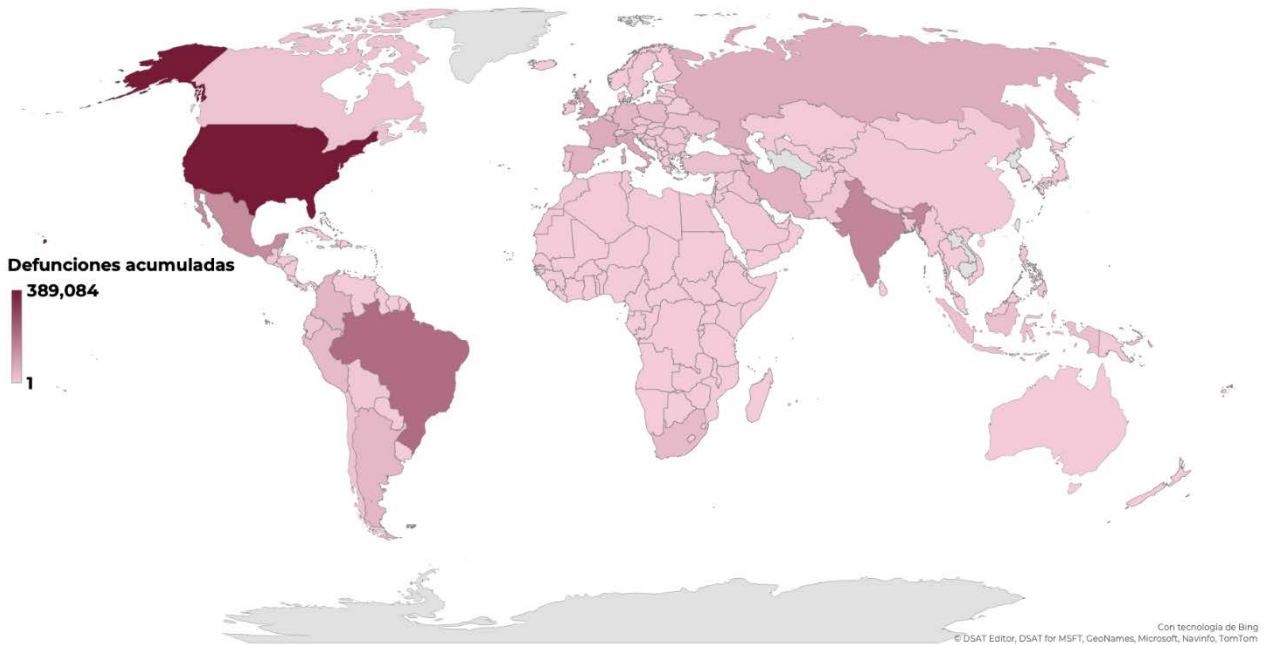 Defunciones acumuladas
389,084
1
Con tecnología de Bing
© DSAT Editor, DSAT for MSFT, GeoNames, Microsoft, Navinfo, TomTom